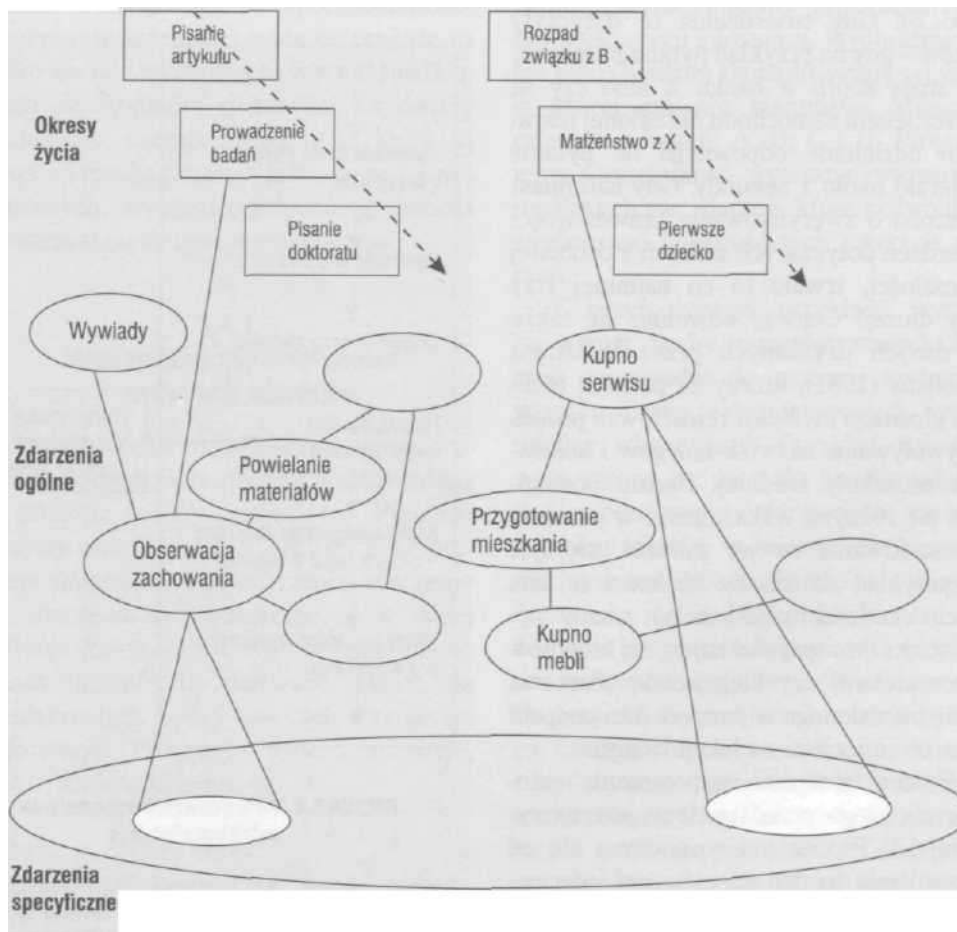 Pisanie
artykułu
Rozpad
związku z B
Okresy
życia
Prowadzenie
badań
Małżeństwo z X
Pisanie
doktoratu
Pierwsze
dziecko
Wywiady
Kupno
serwisu
Zdarzenia
ogólne
Powielanie
materiałów
Przygotowanie
mieszkania
Obserwacja
zachowania
Kupno
mebli
Zdarzenia
specyficzne